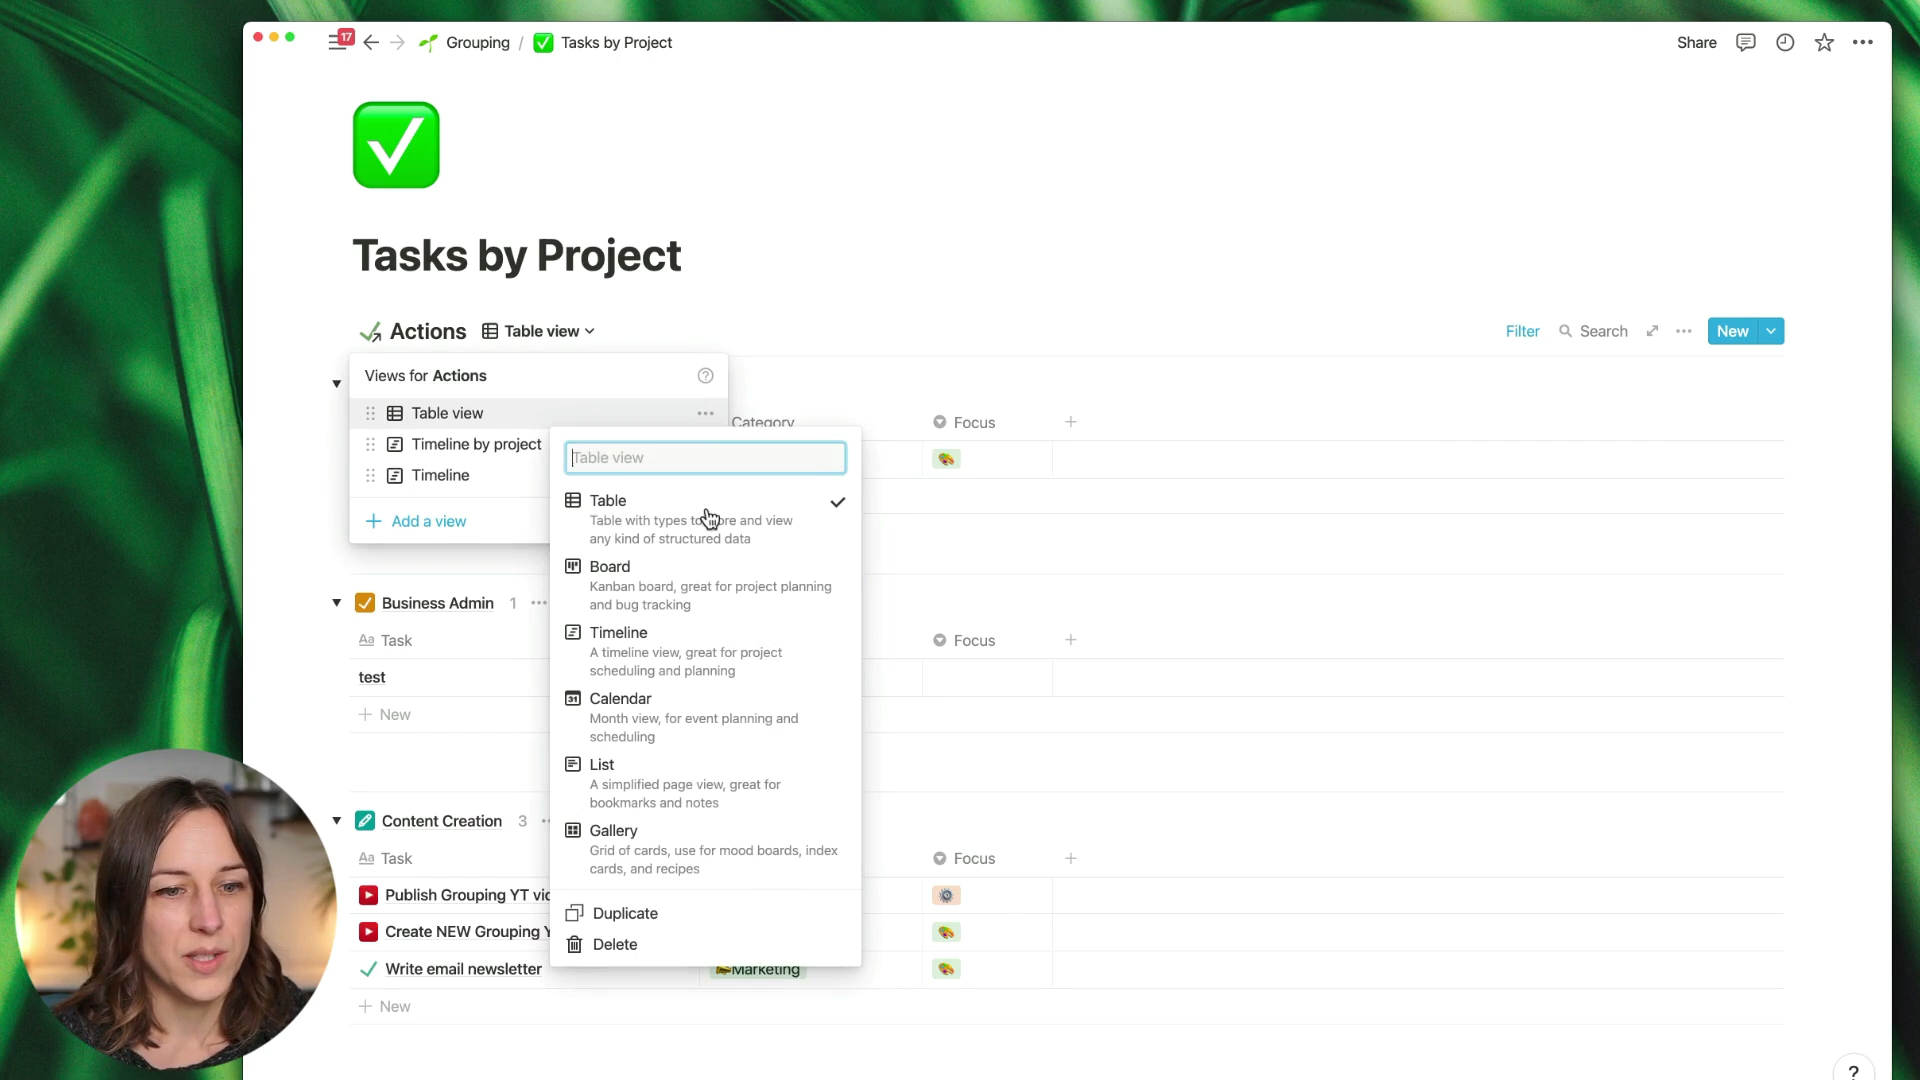 17
Grouping / Tasks by Project
Share
Tasks by Project
Actions
Table view
Filter
Search
New
Views for Actions
Table view
Timeline by project
Timeline
Add a view
Category
Focus
Table view
Table
Table with types to
re and view
any kind of structured data
Board
Kanban board, great for project planning
and bug tracking
Timeline
A timeline view, great for project
scheduling and planning
31 Calendar
Month view, for event planning and
scheduling
List
A simplified page view, great for
bookmarks and notes
Gallery
Grid of cards, use for mood boards, index
cards, and recipes
Duplicate
Delete
Business Admin 1
Aa Task
Focus
test
New
Content Creation 3
Aa Task
Focus
Publish Grouping YT vi
Create NEW Grouping Y
Write email newsletter
Marketing
New
?